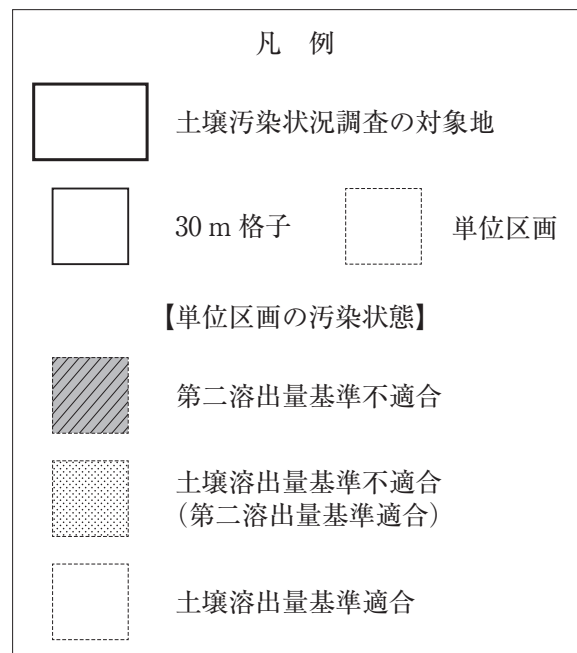 凡 例
土壌汚染状況調査の対象地
30 m 格子
単位区画
【単位区画の汚染状態】
第二溶出量基準不適合
土壌溶出量基準不適合
(第二溶出量基準適合)
土壌溶出量基準適合